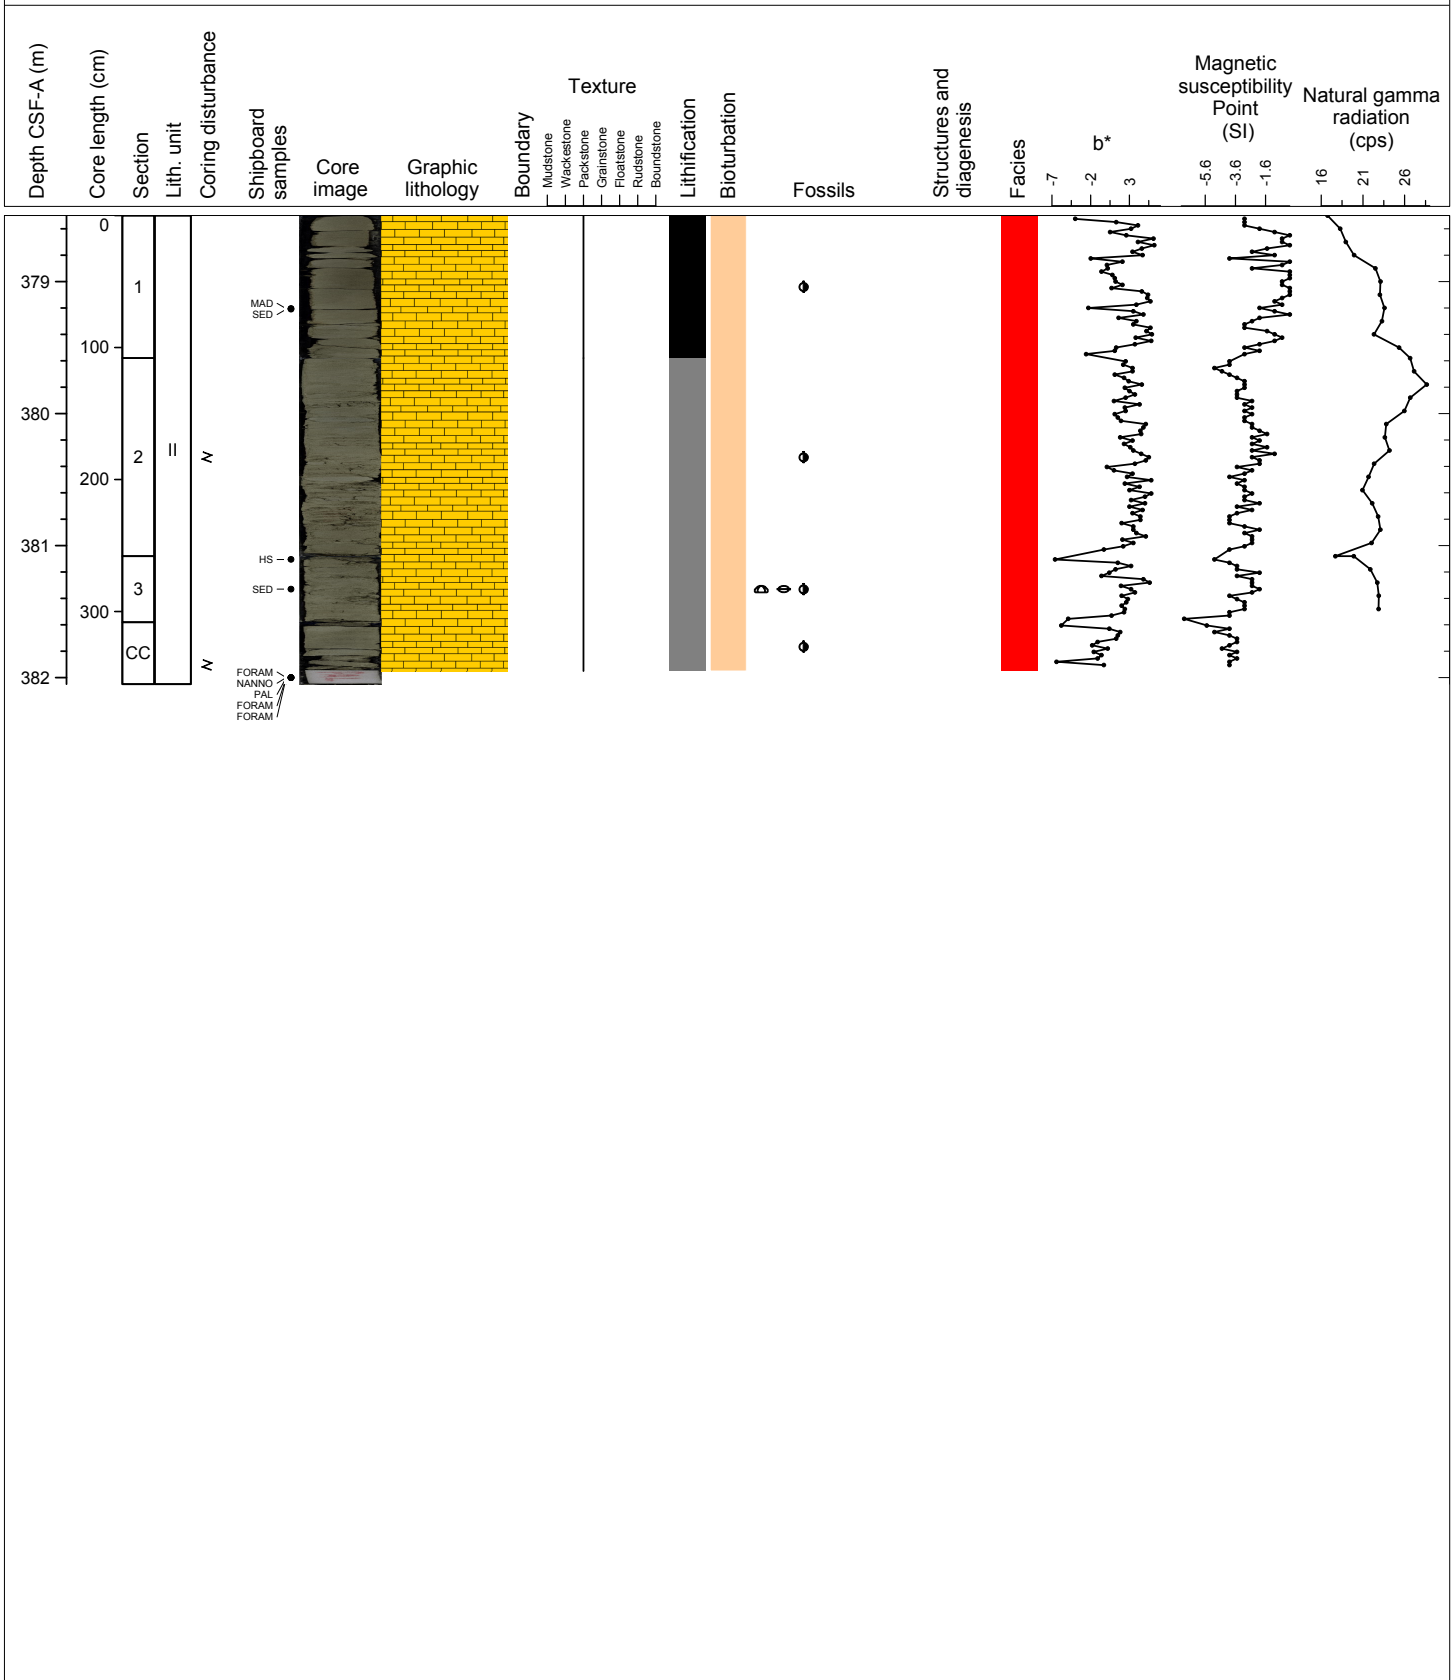 Depth CSF-A (m)
Core length (cm)
Section
Lith. unit
Coring disturbance
Shipboard
samples
Core
image
Graphic
lithology
Boundary
Texture
Mudstone
Wackestone
Packstone
Grainstone
Floatstone
Rudstone
Boundstone
Lithification
Bioturbation
Fossils
Structures and
diagenesis
Facies
b*
-7
-2
3
Magnetic
susceptibility
Point
(SI)
-5.6
-3.6
-1.6
Natural gamma
radiation
(cps)
16
21
26
379
380
381
382
0
100
200
300
1
2
3
CC
II
MAD
SED
HS
SED
FORAM
NANNO
PAL
FORAM
FORAM